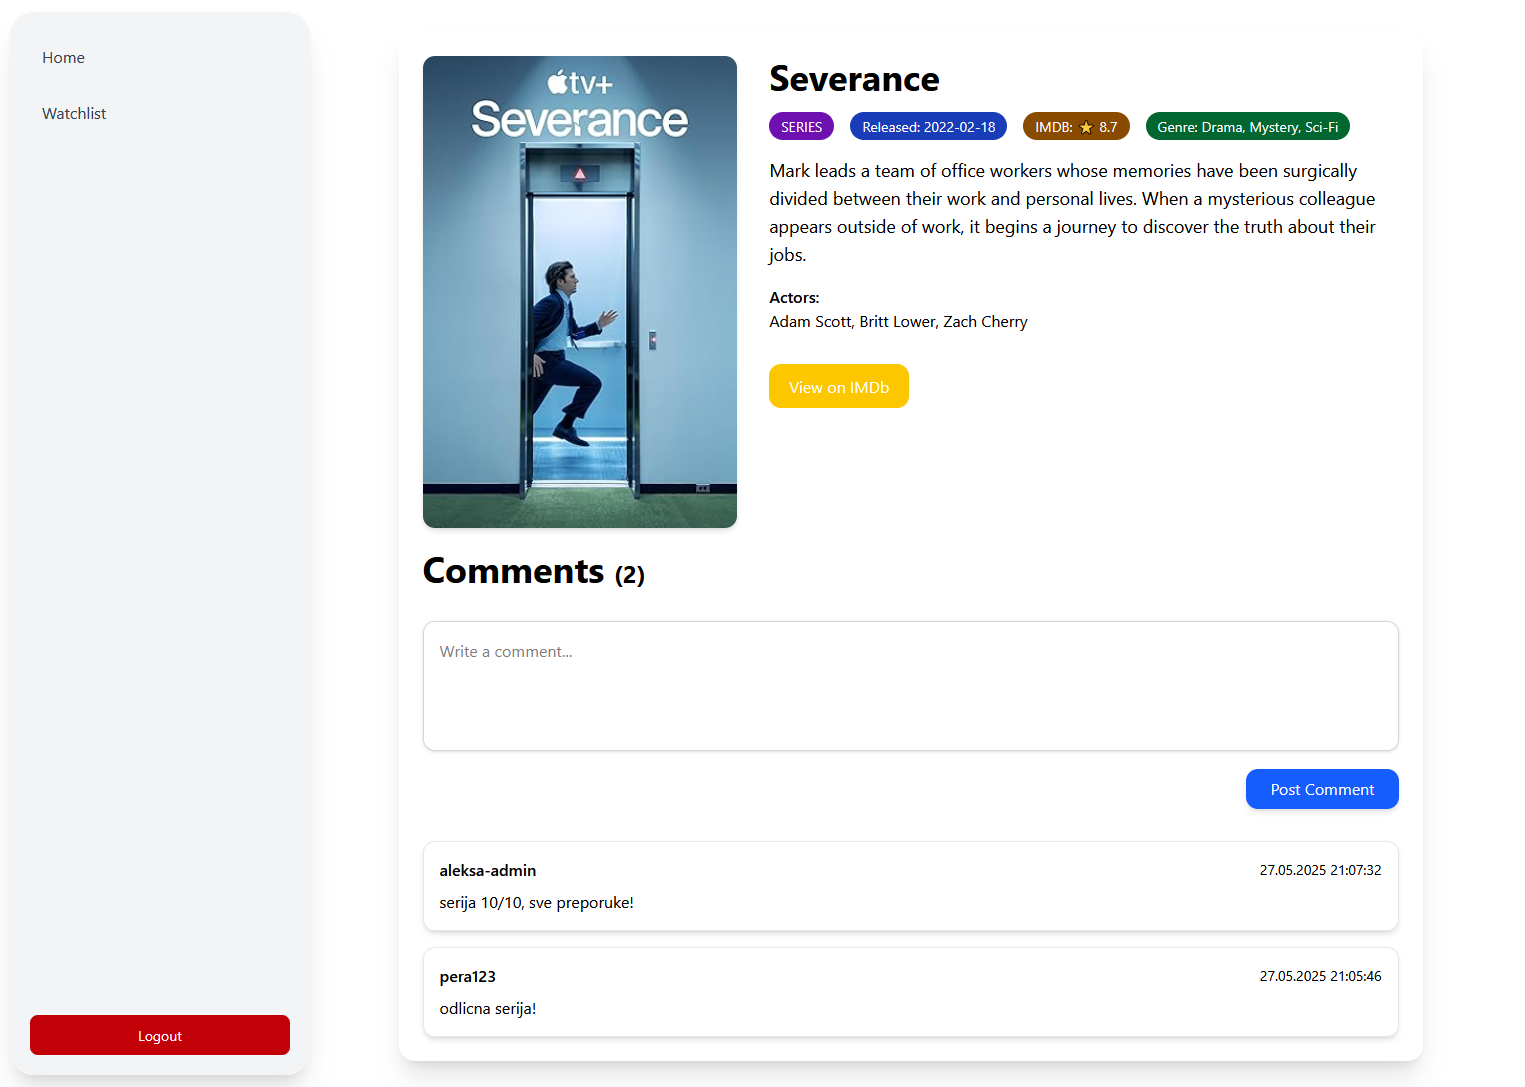 Home
Watchlist
Logout
tv+
Severance
Severance
SERIES
Released: 2022-02-18
IMDB: ⭐ 8.7
Genre: Drama, Mystery, Sci-Fi
Mark leads a team of office workers whose memories have been surgically
divided between their work and personal lives. When a mysterious colleague
appears outside of work, it begins a journey to discover the truth about their
jobs.
Actors:
Adam Scott, Britt Lower, Zach Cherry
View on IMDb
Comments (2)
Write a comment...
Post Comment
aleksa-admin
27.05.2025 21:07:32
serija 10/10, sve preporuke!
pera123
27.05.2025 21:05:46
odlicna serija!